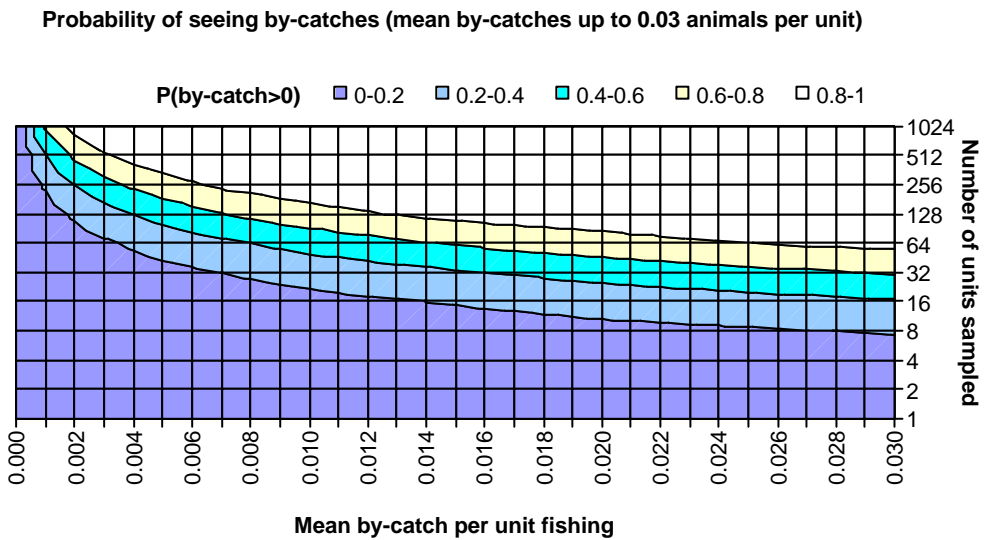 Probability of seeing by-catches (mean by-catches up to 0.03 animals per unit)
P(by-catch>0) 0-0.2 0.2-0.4 0.4-0.6 0.6-0.8 0.8-1
1024
512
256
128
64
32
16
8
4
2
1
Number of units sampled
0.000 0.002 0.004 0.006 0.008 0.010 0.012 0.014 0.016 0.018 0.020 0.022 0.024 0.026 0.028 0.030
Mean by-catch per unit fishing